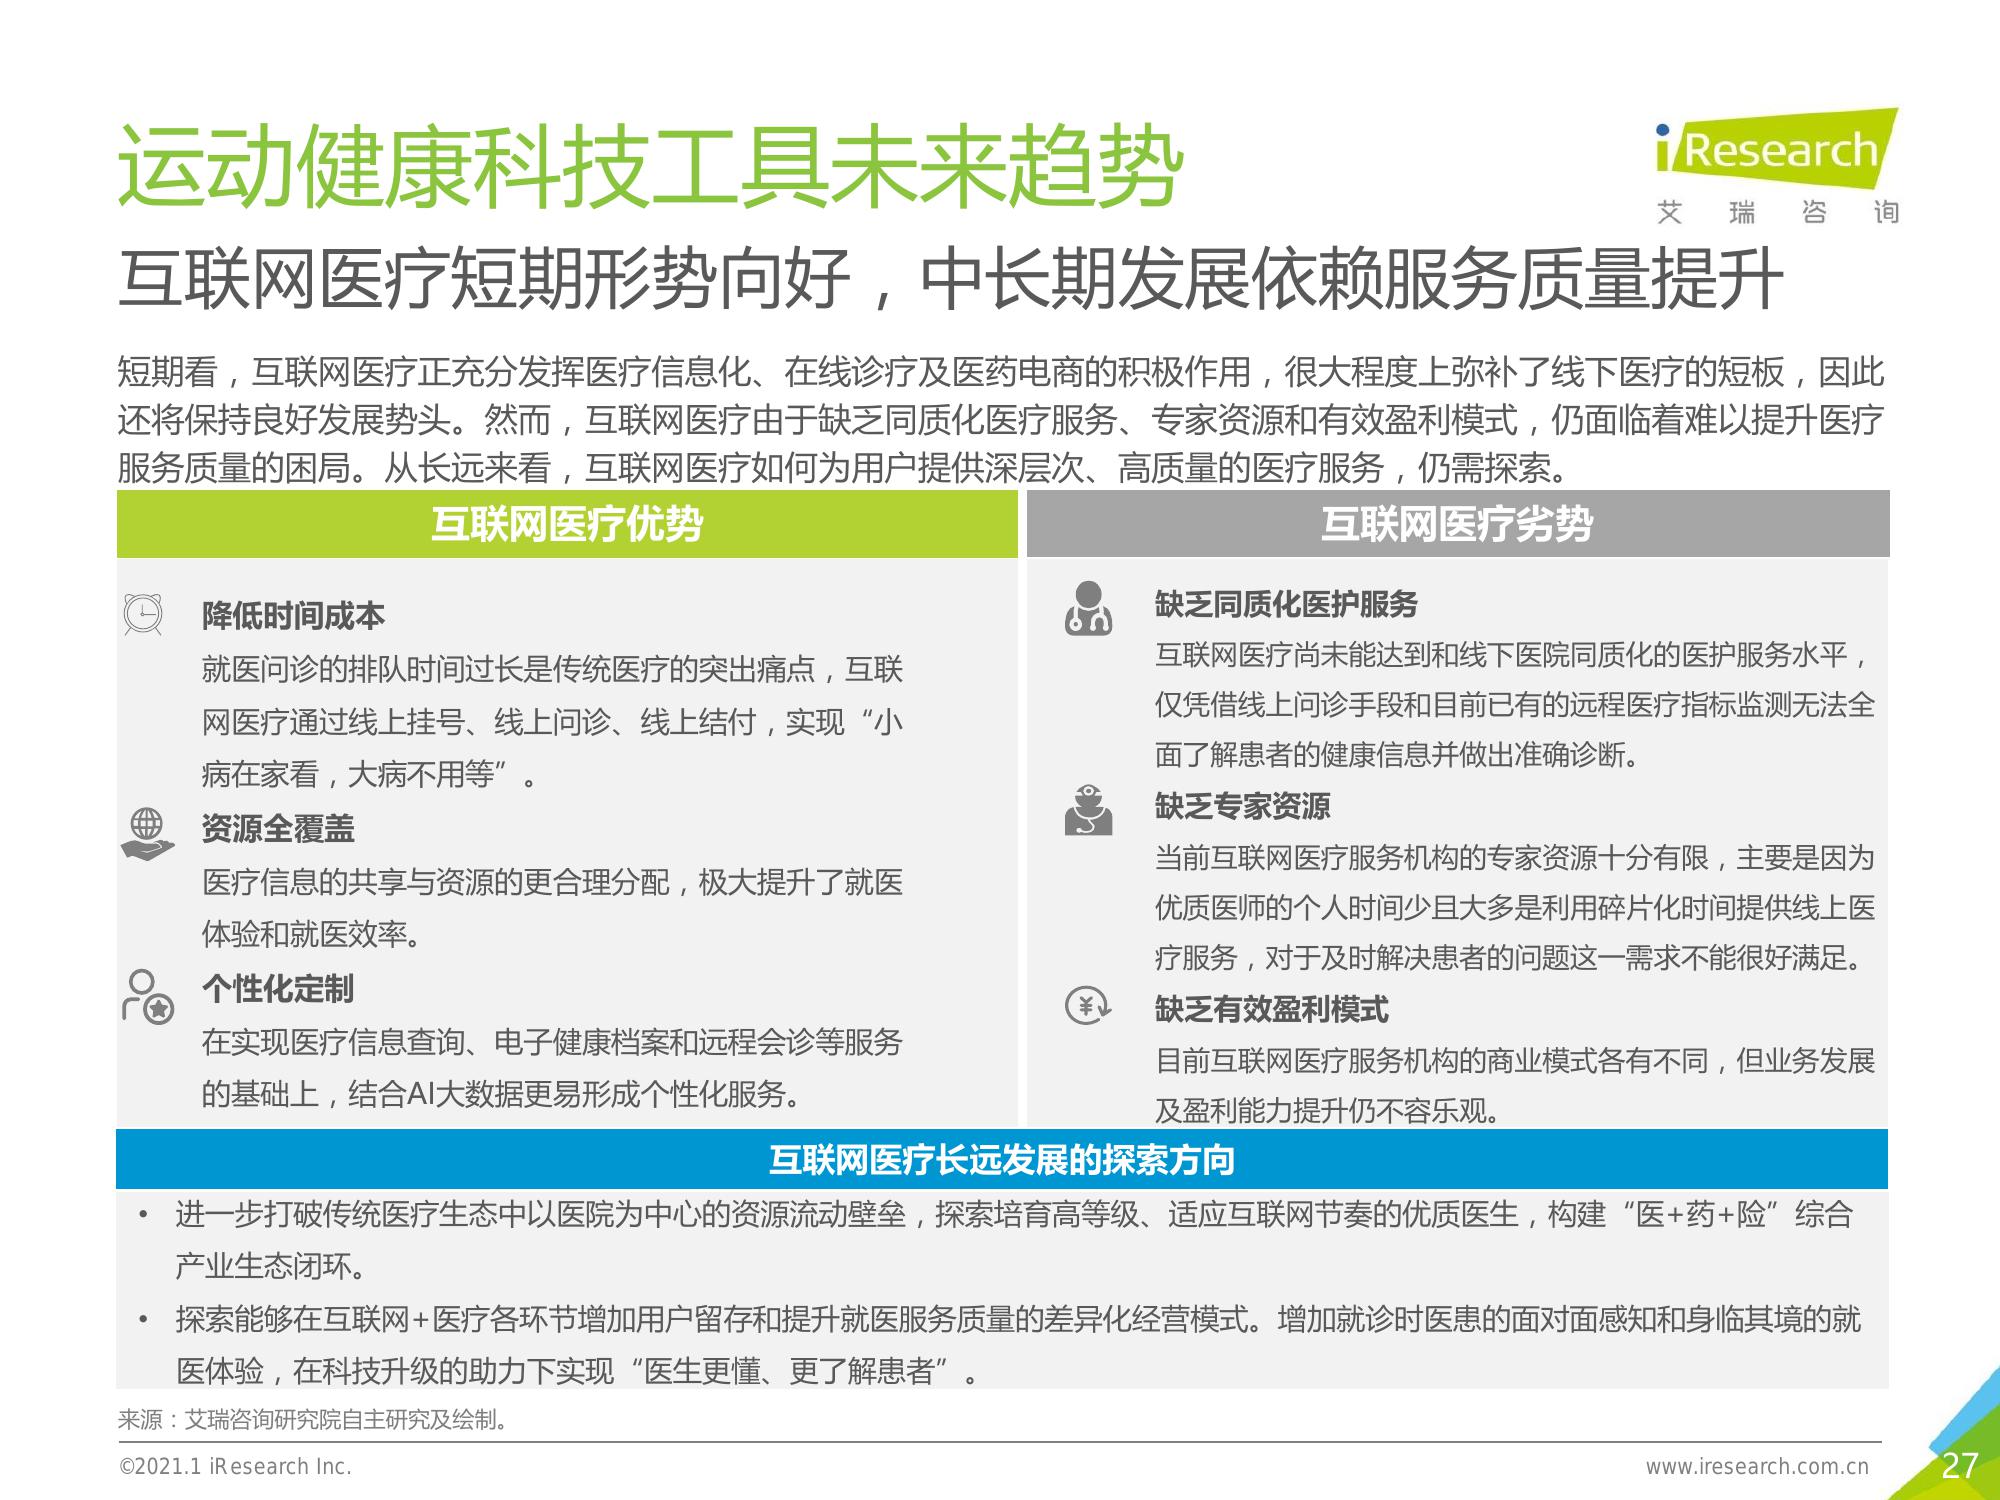 运动健康科技工具未来趋势
iResearch
艾瑞咨询
互联网医疗短期形势向好，中长期发展依赖服务质量提升
短期看，互联网医疗正充分发挥医疗信息化、在线诊疗及医药电商的积极作用，很大程度上弥补了线下医疗的短板，因此
还将保持良好发展势头。然而，互联网医疗由于缺乏同质化医疗服务、专家资源和有效盈利模式，仍面临着难以提升医疗
服务质量的困局。从长远来看，互联网医疗如何为用户提供深层次、高质量的医疗服务，仍需探索。
互联网医疗优势
降低时间成本
就医问诊的排队时间过长是传统医疗的突出痛点，互联
网医疗通过线上挂号、线上问诊、线上结付，实现“小
病在家看，大病不用等”。
资源全覆盖
医疗信息的共享与资源的更合理分配，极大提升了就医
体验和就医效率。
个性化定制
在实现医疗信息查询、电子健康档案和远程会诊等服务
的基础上，结合AI大数据更易形成个性化服务。
互联网医疗劣势
缺乏同质化医护服务
互联网医疗尚未能达到和线下医院同质化的医护服务水平，
仅凭借线上问诊手段和目前已有的远程医疗指标监测无法全
面了解患者的健康信息并做出准确诊断。
缺乏专家资源
当前互联网医疗服务机构的专家资源十分有限，主要是因为
优质医师的个人时间少且大多是利用碎片化时间提供线上医
疗服务，对于及时解决患者的问题这一需求不能很好满足。
缺乏有效盈利模式
目前互联网医疗服务机构的商业模式各有不同，但业务发展
及盈利能力提升仍不容乐观。
互联网医疗长远发展的探索方向
• 进一步打破传统医疗生态中以医院为中心的资源流动壁垒，探索培育高等级、适应互联网节奏的优质医生，构建“医+药+险”综合
产业生态闭环。
• 探索能够在互联网+医疗各环节增加用户留存和提升就医服务质量的差异化经营模式。增加就诊时医患的面对面感知和身临其境的就
医体验，在科技升级的助力下实现“医生更懂、更了解患者”。
来源：艾瑞咨询研究院自主研究及绘制。
©2021.1 iResearch Inc.
www.iresearch.com.cn
27